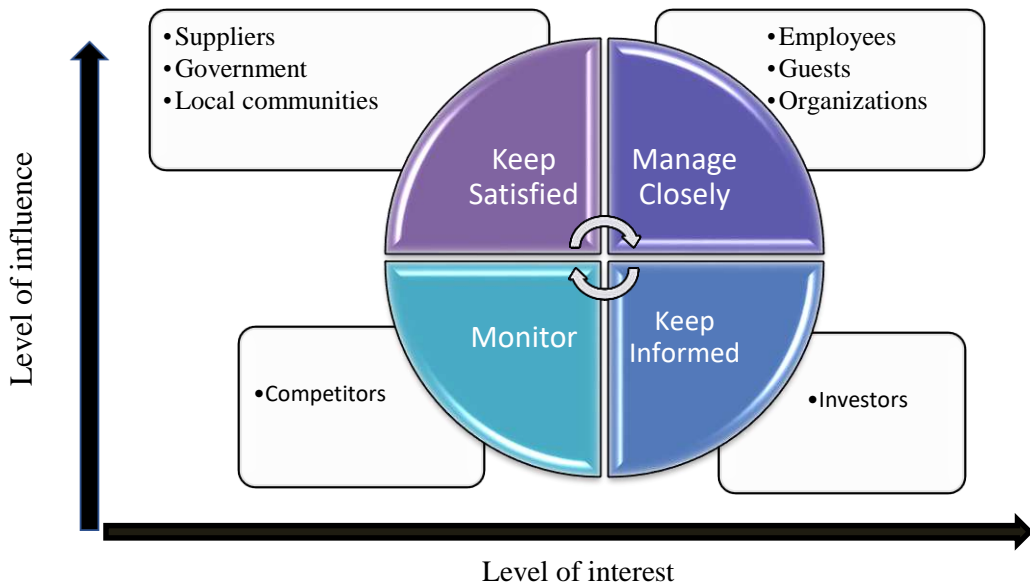 •Suppliers
•Government
•Local communities
•Employees
•Guests
•Organizations
Keep
Satisfied
Manage
Closely
Level of influence
Monitor
Keep
Informed
•Competitors
•Investors
Level of interest